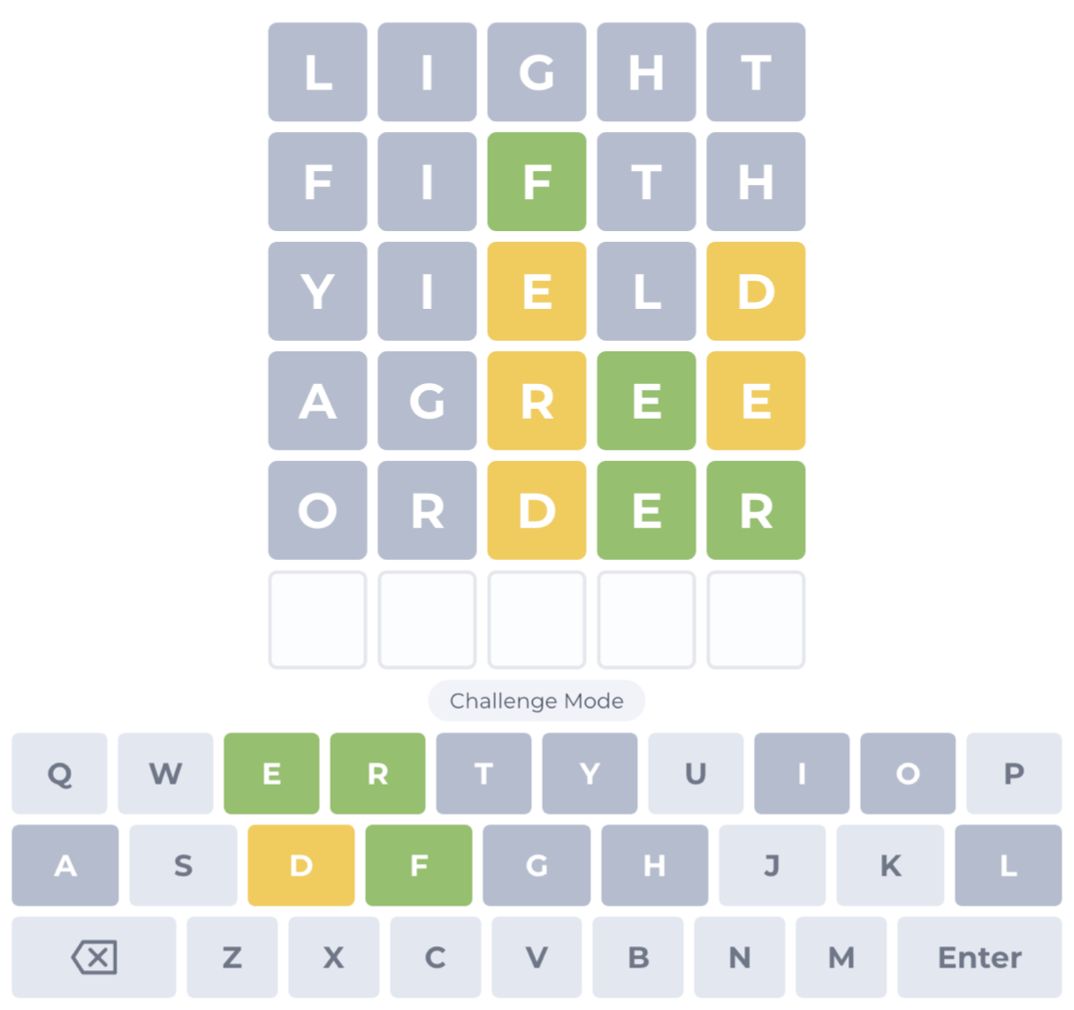 L I G H T
F I F T H
Y I E L D
A G R E E
O R D E R
Challenge Mode
Q W E R T Y U I O P
A S D F G H J K L
Z X C V B N M Enter